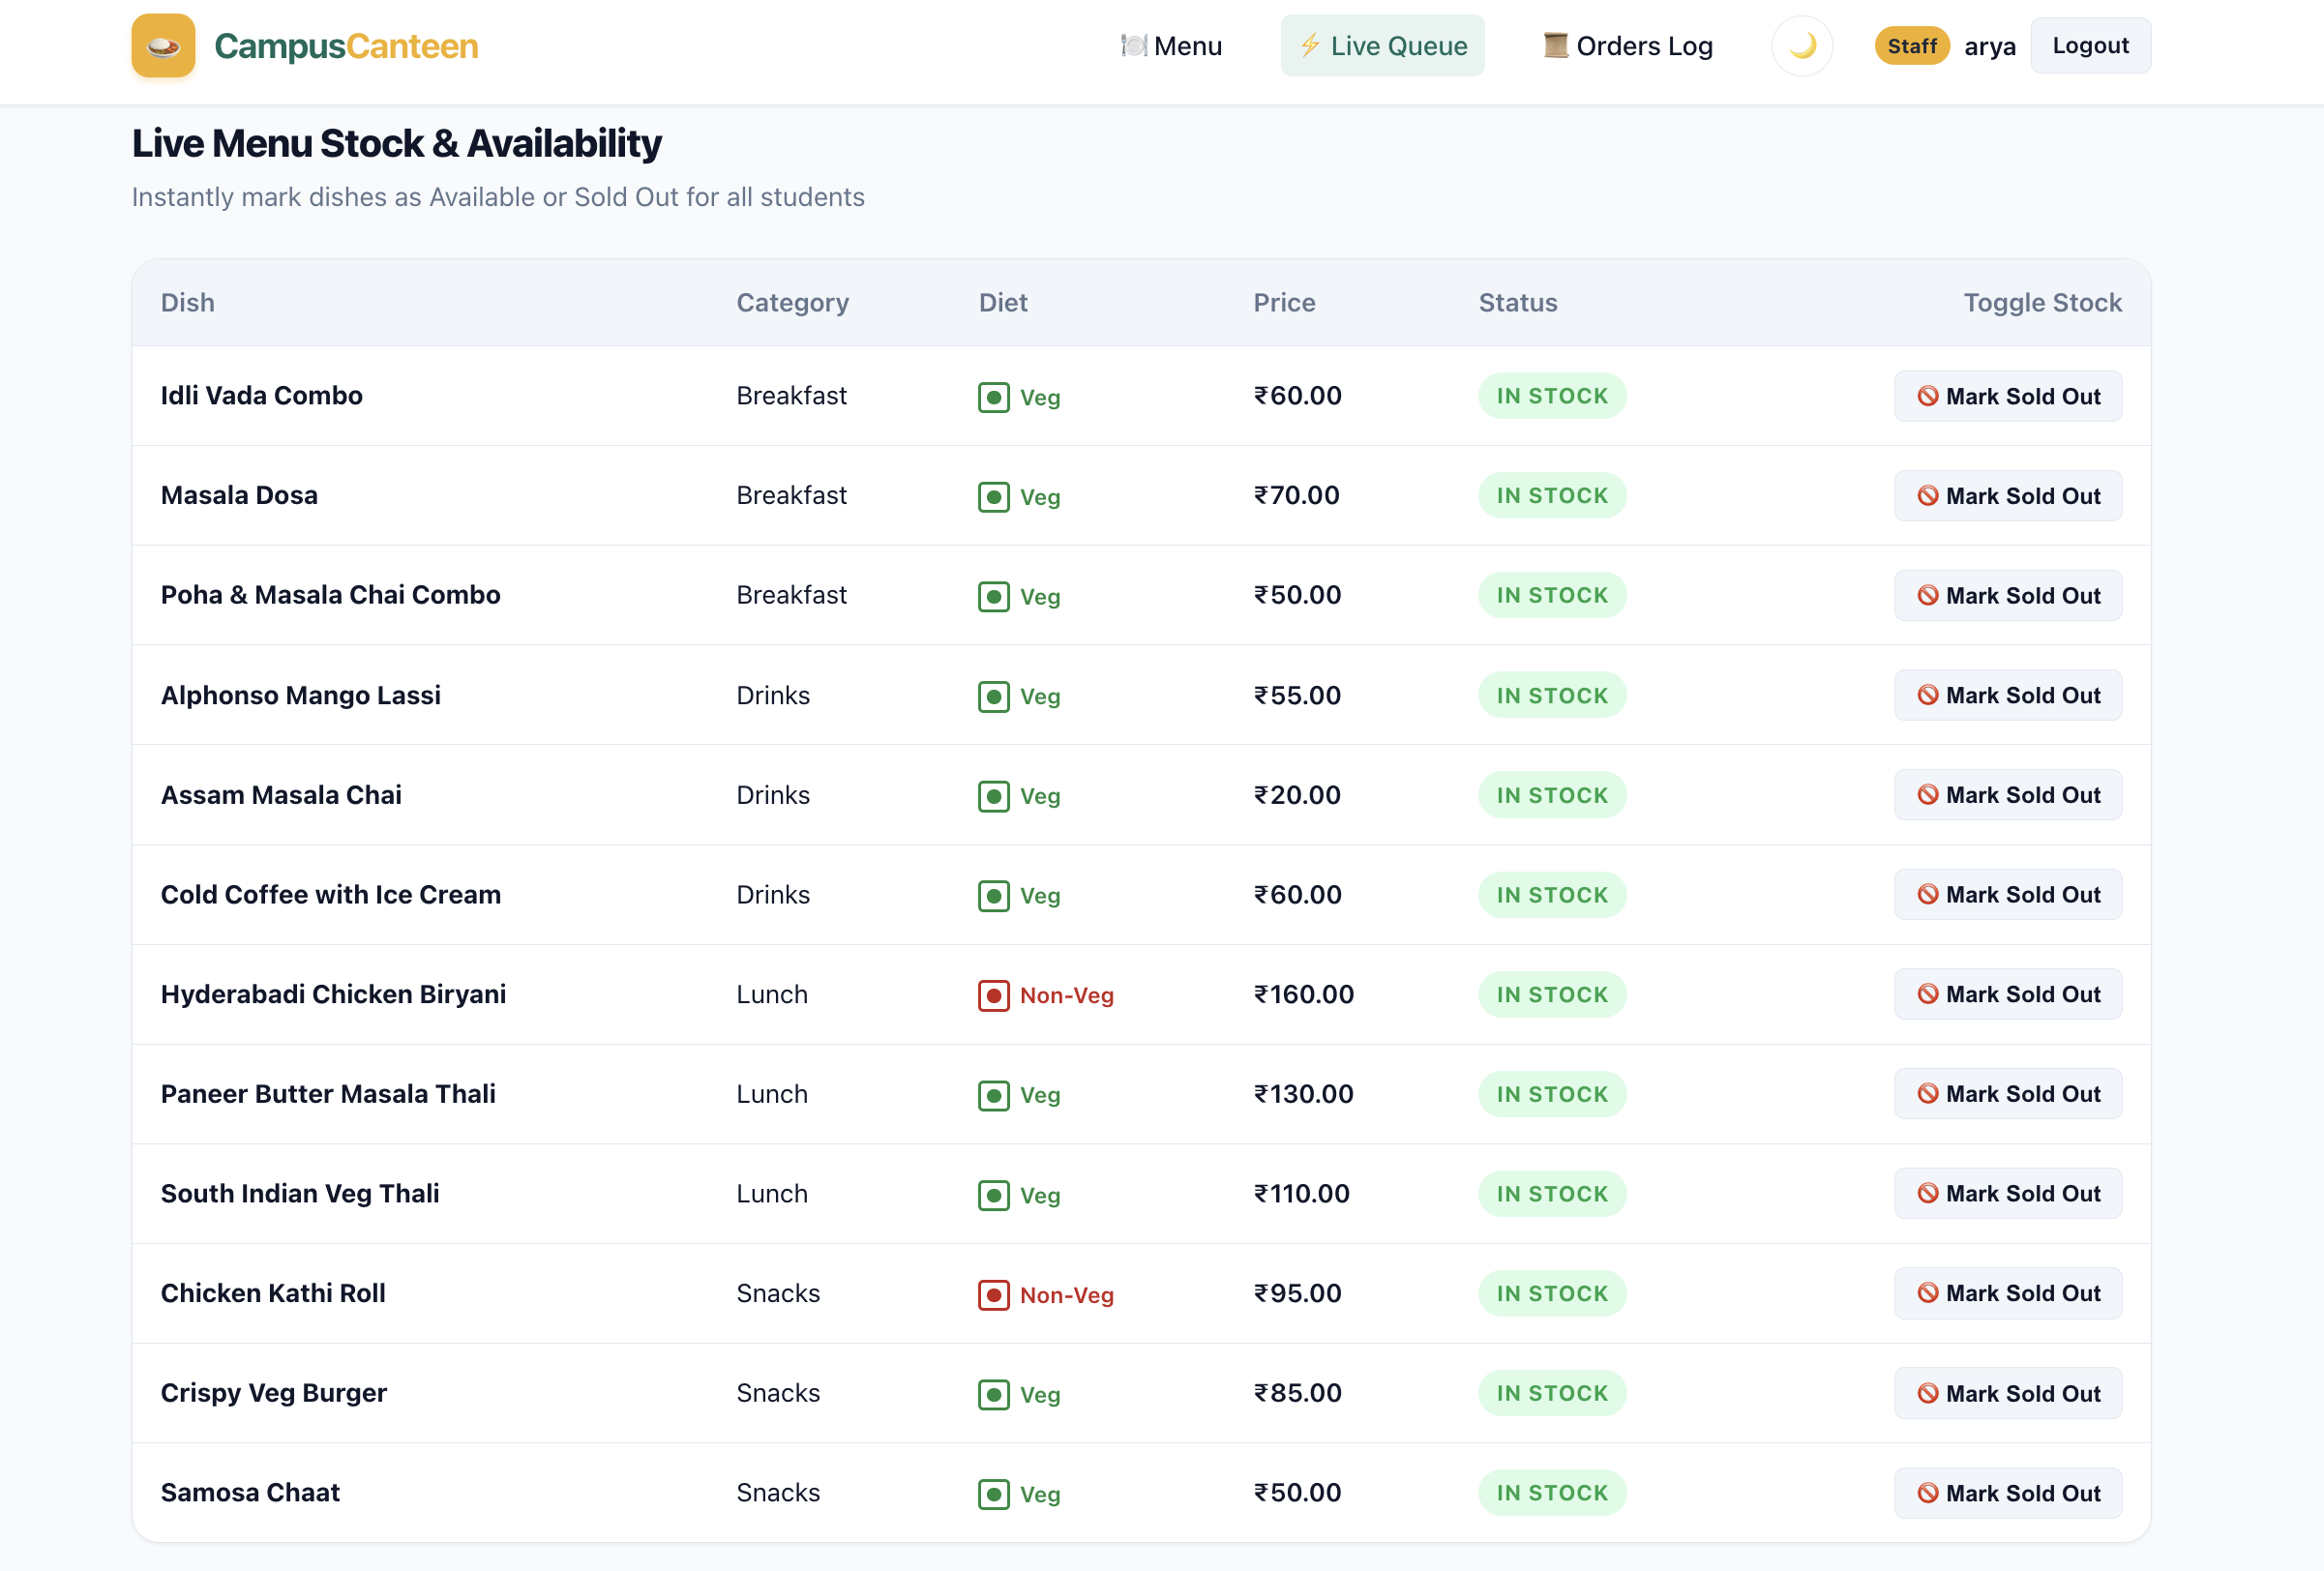 CampusCanteen
Menu
Live Queue
Orders Log
Staff arya
Logout
Live Menu Stock & Availability
Instantly mark dishes as Available or Sold Out for all students
Dish Category Diet Price Status Toggle Stock
Idli Vada Combo Breakfast Veg ₹60.00 IN STOCK Mark Sold Out
Masala Dosa Breakfast Veg ₹70.00 IN STOCK Mark Sold Out
Poha & Masala Chai Combo Breakfast Veg ₹50.00 IN STOCK Mark Sold Out
Alphonso Mango Lassi Drinks Veg ₹55.00 IN STOCK Mark Sold Out
Assam Masala Chai Drinks Veg ₹20.00 IN STOCK Mark Sold Out
Cold Coffee with Ice Cream Drinks Veg ₹60.00 IN STOCK Mark Sold Out
Hyderabadi Chicken Biryani Lunch Non-Veg ₹160.00 IN STOCK Mark Sold Out
Paneer Butter Masala Thali Lunch Veg ₹130.00 IN STOCK Mark Sold Out
South Indian Veg Thali Lunch Veg ₹110.00 IN STOCK Mark Sold Out
Chicken Kathi Roll Snacks Non-Veg ₹95.00 IN STOCK Mark Sold Out
Crispy Veg Burger Snacks Veg ₹85.00 IN STOCK Mark Sold Out
Samosa Chaat Snacks Veg ₹50.00 IN STOCK Mark Sold Out